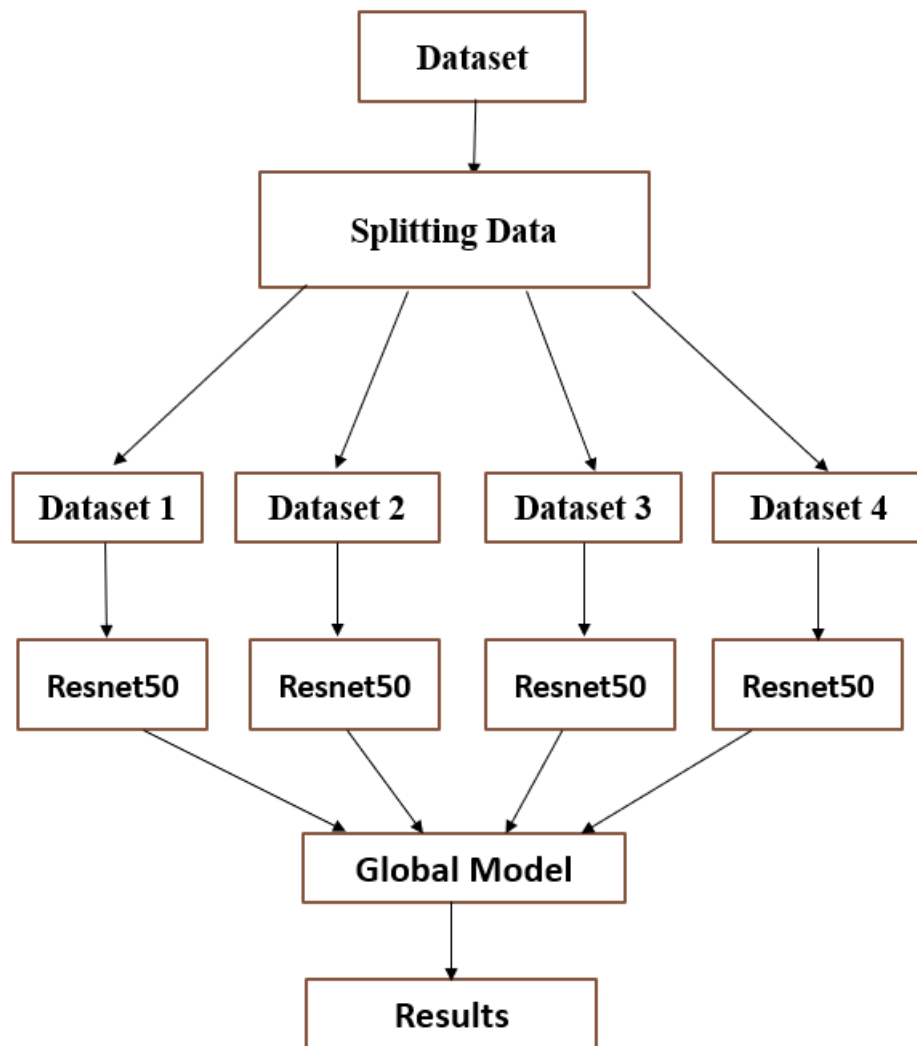 Dataset
Splitting Data
Dataset 1
Dataset 2
Dataset 3
Dataset 4
Resnet50
Resnet50
Resnet50
Resnet50
Global Model
Results